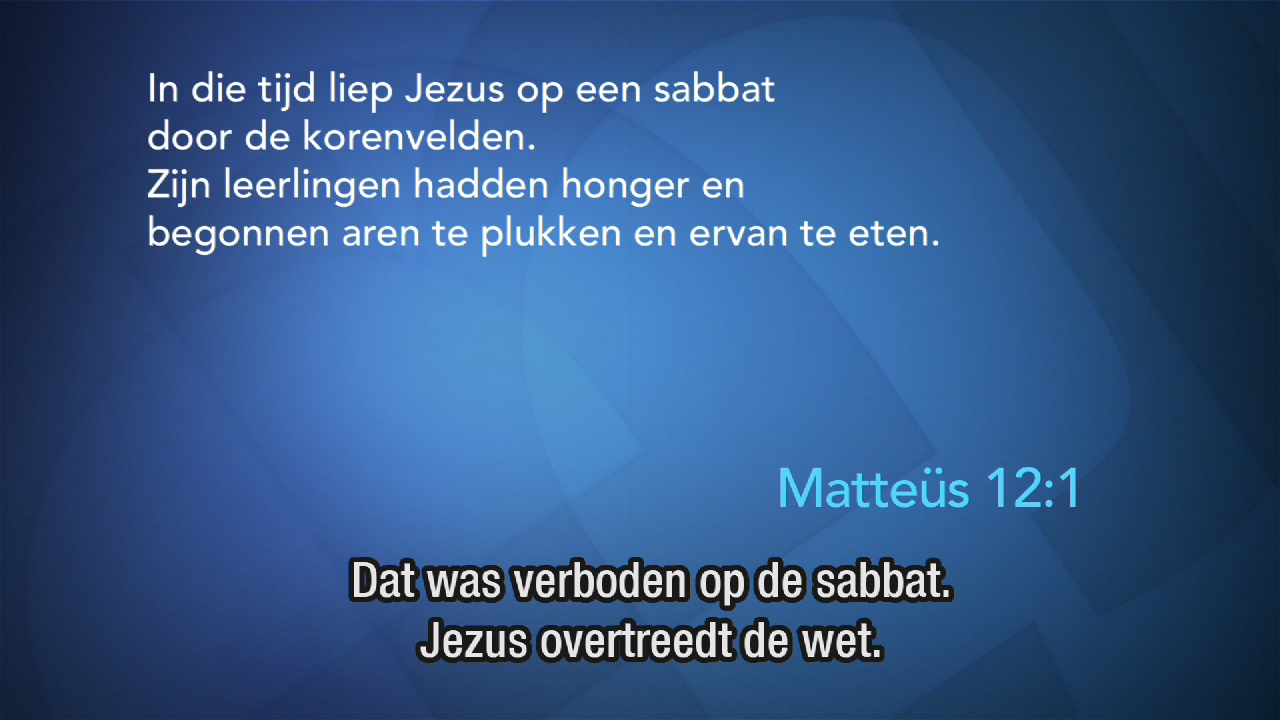 In die tijd liep Jezus op een sabbat
door de korenvelden.
Zijn leerlingen hadden honger en
begonnen aren te plukken en ervan te eten.
Matteüs 12:1
Dat was verboden op de sabbat.
Jezus overtreedt de wet.